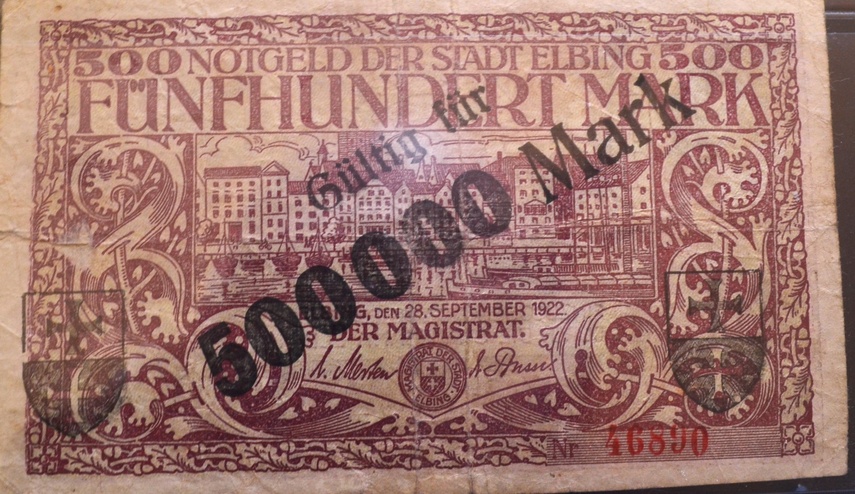 500 NOTGELD DER STADT ELBING 500
FÜNFHUNDERT MARK
Gültig für
500000 Mark
DEN 28. SEPTEMBER 1922.
DER MAGISTRAT.
MAGISTRAT DER STADT
ELBING
Nr 46890